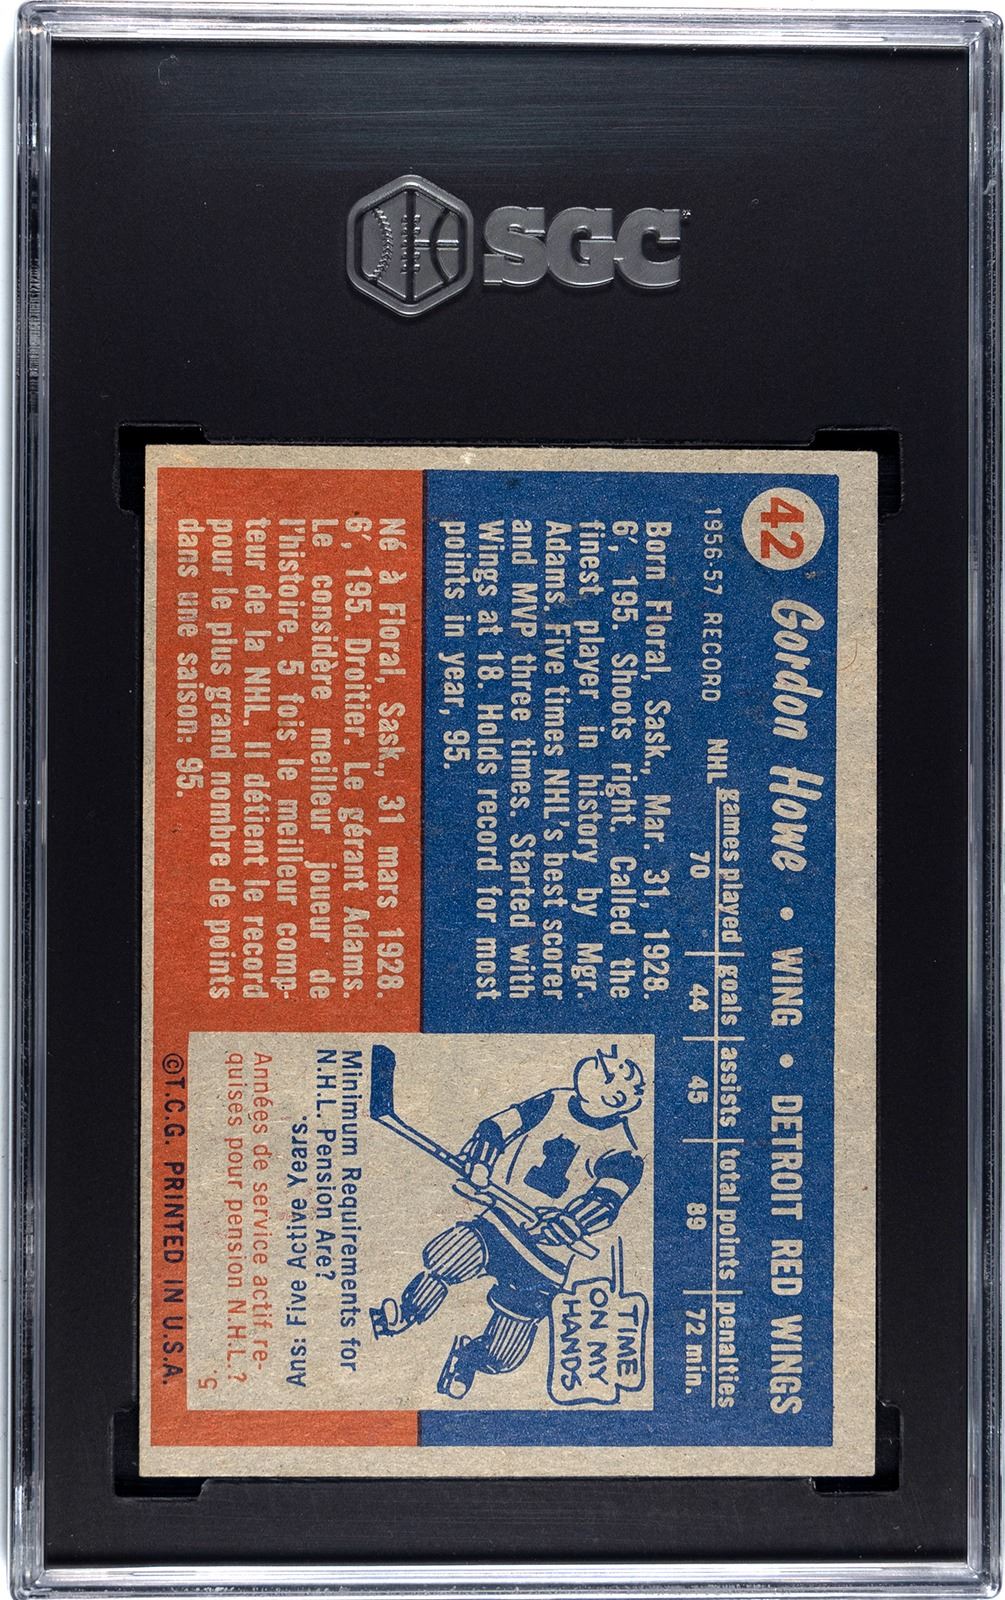 SGC
42 Gordon Howe • WING • DETROIT RED WINGS
1956-57 RECORD NHL games played goals assists total points penalties
70 44 45 89 72 min.
Born Floral, Sask., Mar. 31, 1928.
6', 195. Shoots right. Called the
finest player in history by Mgr.
Adams. Five times NHL's best scorer
and MVP three times. Started with
Wings at 18. Holds record for most
points in year, 95.
Né à Floral, Sask., 31 mars 1928.
6', 195. Droitier. Le gérant Adams.
Le considère meilleur joueur de
l'histoire 5 fois le meilleur comp-
teur de la NHL. Il détient le record
pour le plus grand nombre de points
dans une saison: 95.
TIME
ON MY
HANDS
Minimum Requirements for
N.H.L. Pension Are?
Ans: Five Active Years.
Années de service actif re-
quises pour pension N.H.L.?
5.
©T.C.G. PRINTED IN U.S.A.